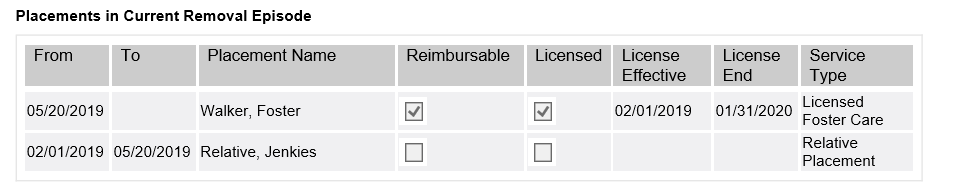 Placements in Current Removal Episode
From To Placement Name Reimbursable Licensed License Effective License End Service Type
05/20/2019 Walker, Foster 02/01/2019 01/31/2020 Licensed Foster Care
02/01/2019 05/20/2019 Relative, Jenkies Relative Placement